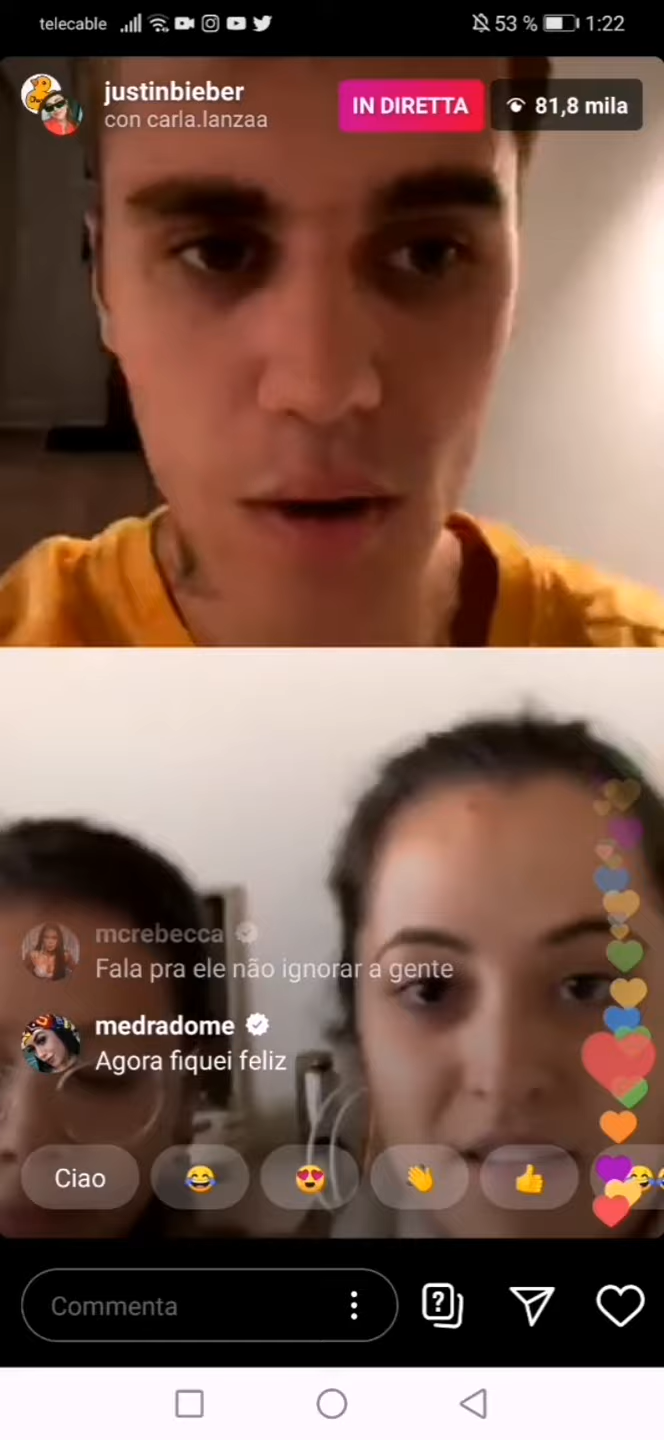 telecable
53 %
1:22
justinbieber
con carla.lanzaa
IN DIRETTA
81,8 mila
mcrebecca
Fala pra ele não ignorar a gente
medradome
Agora fiquei feliz
Ciao
Commenta